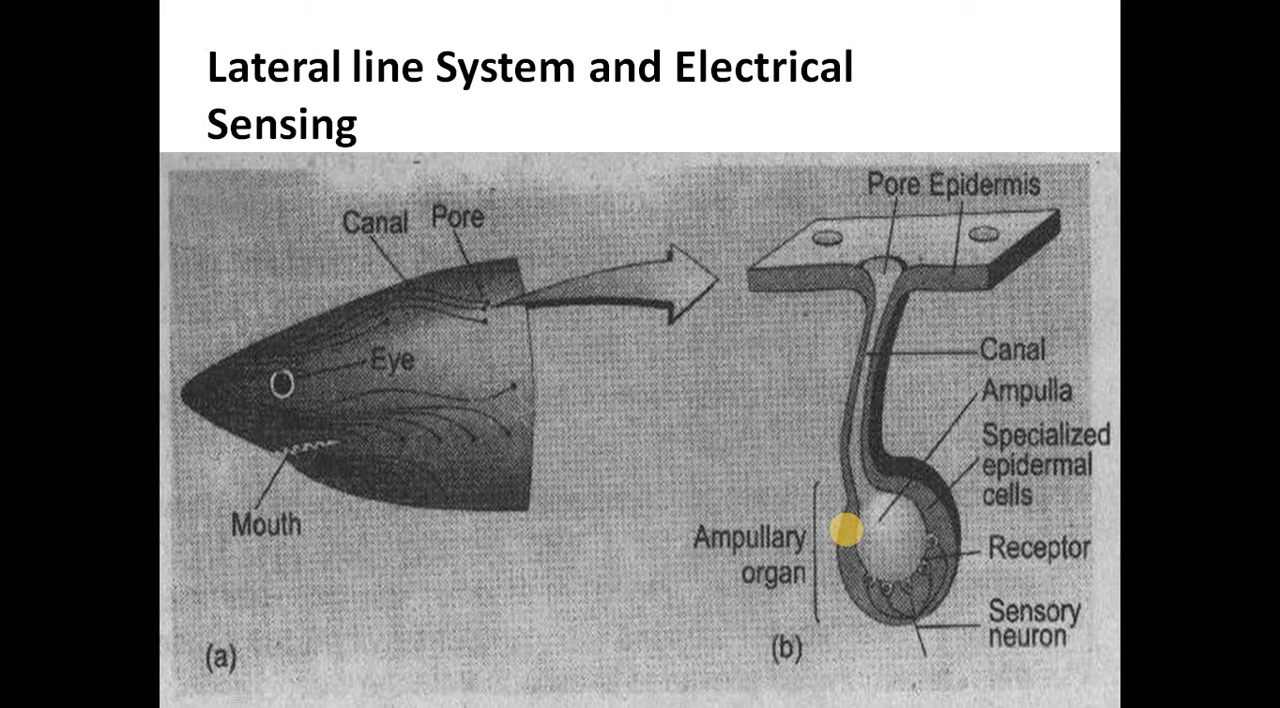 Lateral line System and Electrical
Sensing
Canal
Pore
Eye
Mouth
(a)
Pore Epidermis
Canal
Ampulla
Specialized
epidermal
cells
Ampullary
organ
Receptor
Sensory
neuron
(b)